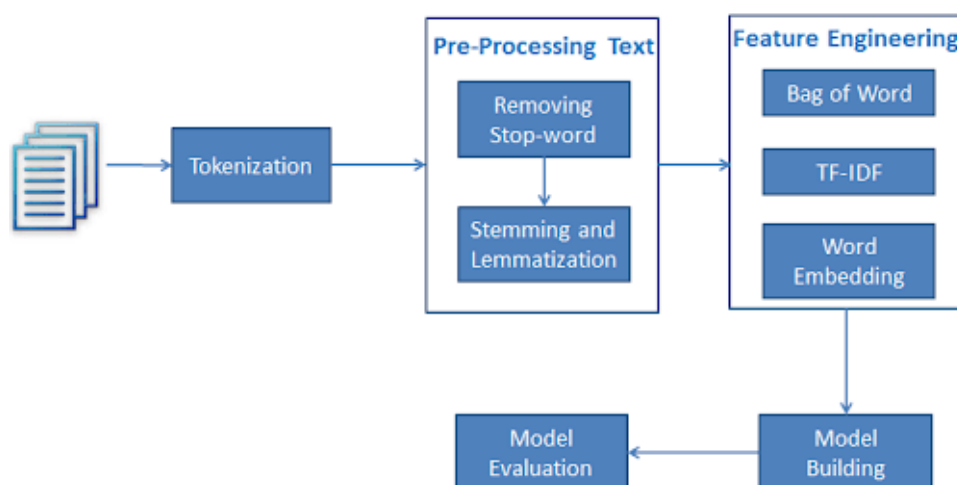 Pre-Processing Text
Feature Engineering
Removing
Stop-word
Bag of Word
Tokenization
TF-IDF
Stemming and
Lemmatization
Word
Embedding
Model
Evaluation
Model
Building